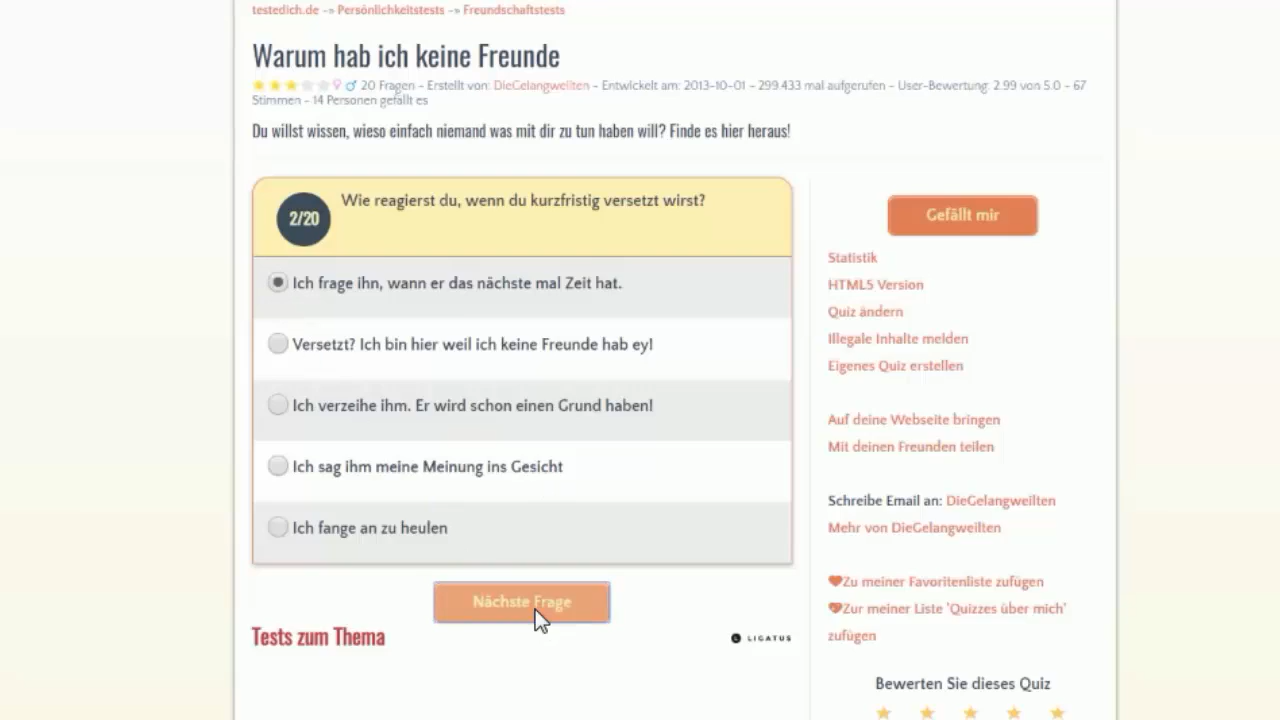 testedich.de -» Persönlichkeitstests -» Freundschaftstests
Warum hab ich keine Freunde
20 Fragen - Erstellt von: DieGelangweilten - Entwickelt am: 2013-10-01 - 299.433 mal aufgerufen - User-Bewertung: 2.99 von 5.0 - 67
Stimmen - 14 Personen gefällt es
Du willst wissen, wieso einfach niemand was mit dir zu tun haben will? Finde es hier heraus!
2/20
Wie reagierst du, wenn du kurzfristig versetzt wirst?
Ich frage ihn, wann er das nächste mal Zeit hat.
Versetzt? Ich bin hier weil ich keine Freunde hab ey!
Ich verzeihe ihm. Er wird schon einen Grund haben!
Ich sag ihm meine Meinung ins Gesicht
Ich fange an zu heulen
Nächste Frage
Tests zum Thema
LIGATUS
Gefällt mir
Statistik
HTML5 Version
Quiz ändern
Illegale Inhalte melden
Eigenes Quiz erstellen
Auf deine Webseite bringen
Mit deinen Freunden teilen
Schreibe Email an: DieGelangweilten
Mehr von DieGelangweilten
Zu meiner Favoritenliste zufügen
Zur meiner Liste 'Quizzes über mich'
zufügen
Bewerten Sie dieses Quiz